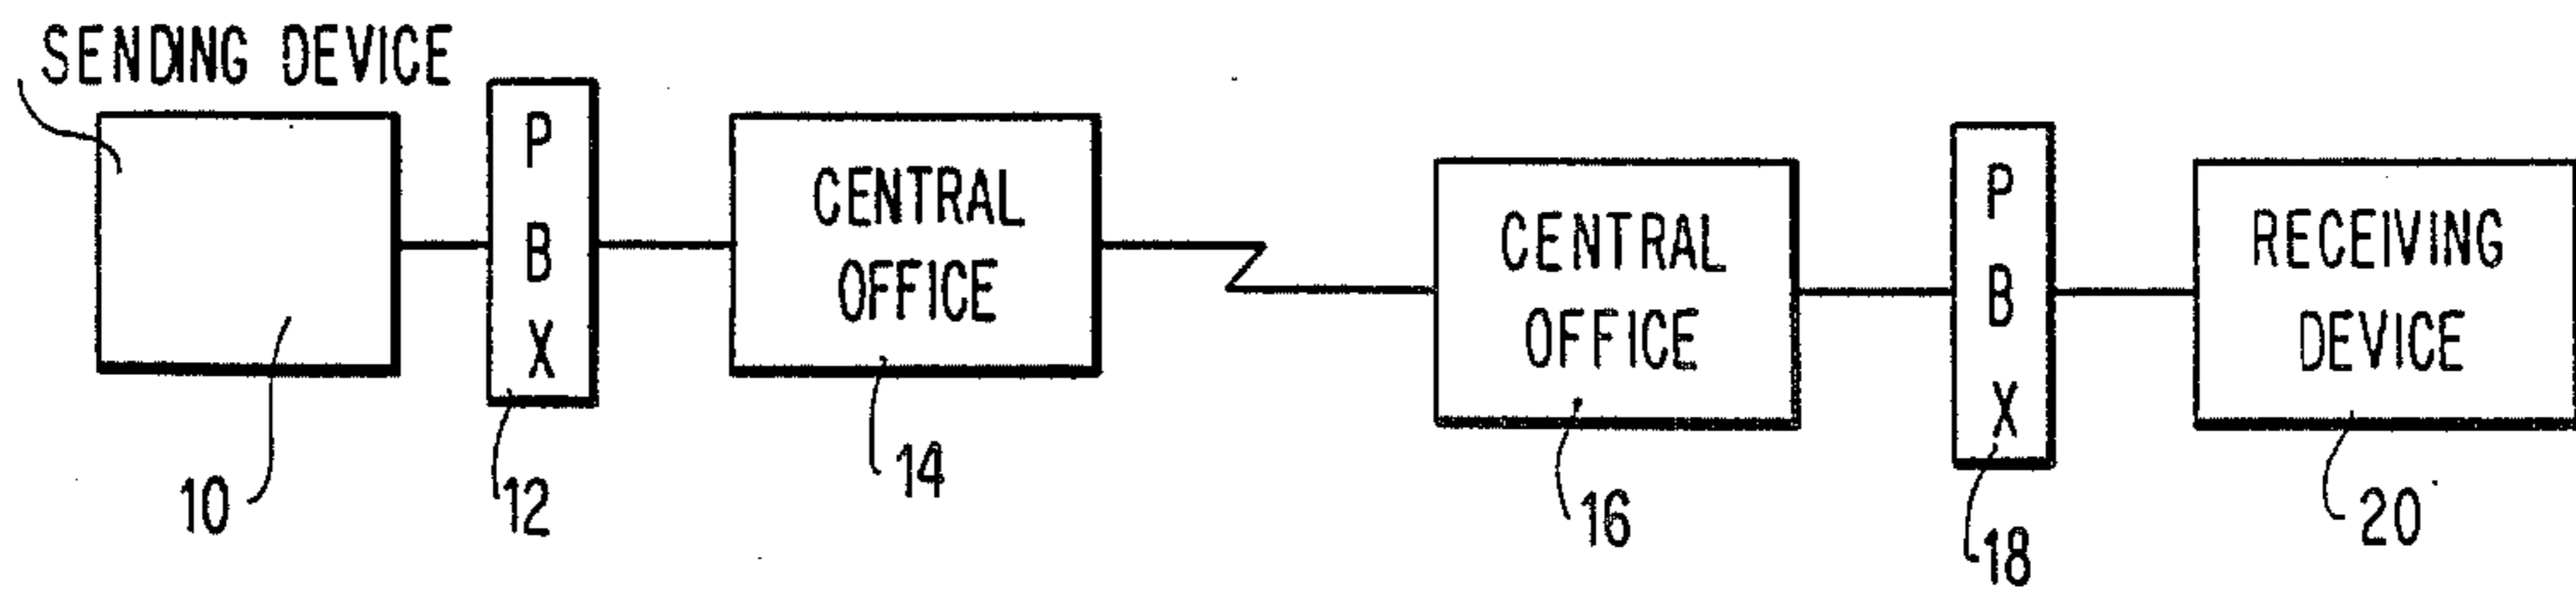 SENDING DEVICE
P
B
X
CENTRAL
OFFICE
CENTRAL
OFFICE
P
B
X
RECEIVING
DEVICE
10
12
14
16
18
20